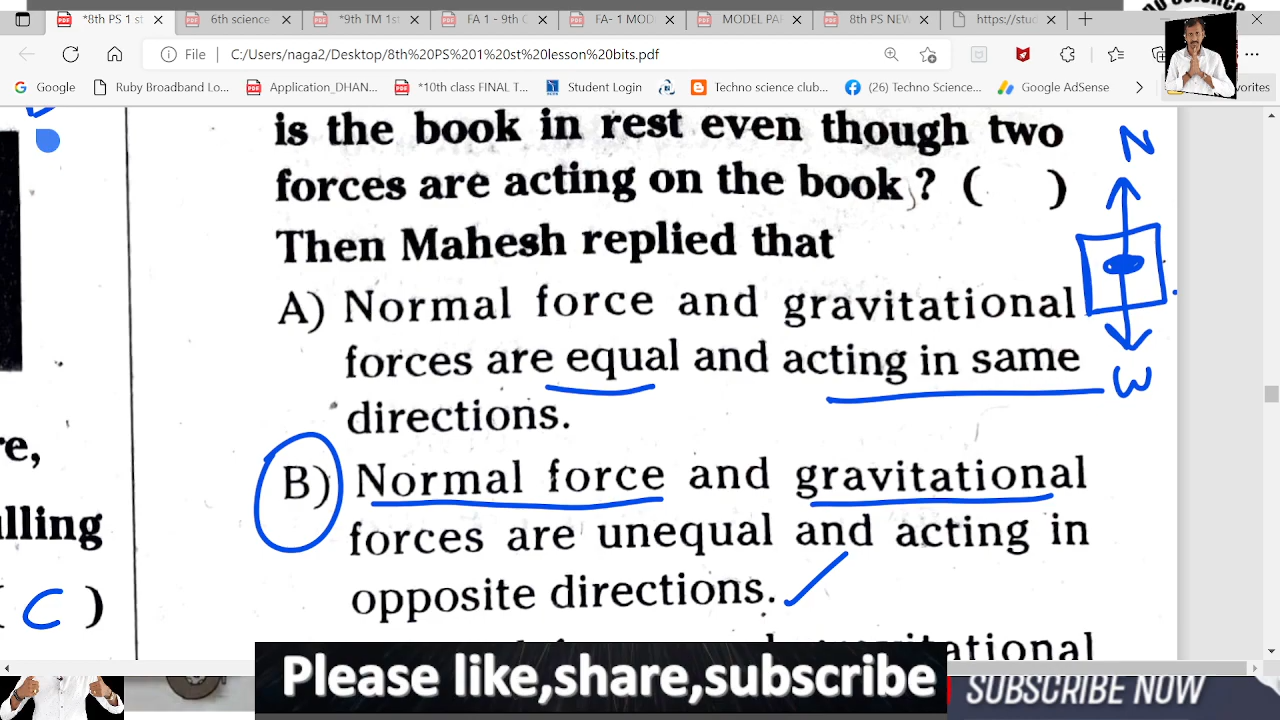 *8th PS 1 1
6th science
*9th TM 1st
FA 1
FA- 1
MODEL PA
8th PS NEW
https://stud
File
C:/Users/naga2/Desktop/8th%20PS%201%20st%20lesson%20bits.pdf
Google
Ruby Broadband Lo...
application_DHAN...
*10th class FINAL T...
Student Login
Techno science club...
(26) Techno Science...
Google AdSense
is the book in rest even though two
forces are acting on the book ? ( )
Then Mahesh replied that
A) Normal force and gravitational
forces are equal and acting in same
directions.
B) Normal force and gravitational
forces are unequal and acting in
opposite directions.
gravitational
N
W
re,
lling
( C )
Please like,share,subscribe
SUBSCRIBE NOW